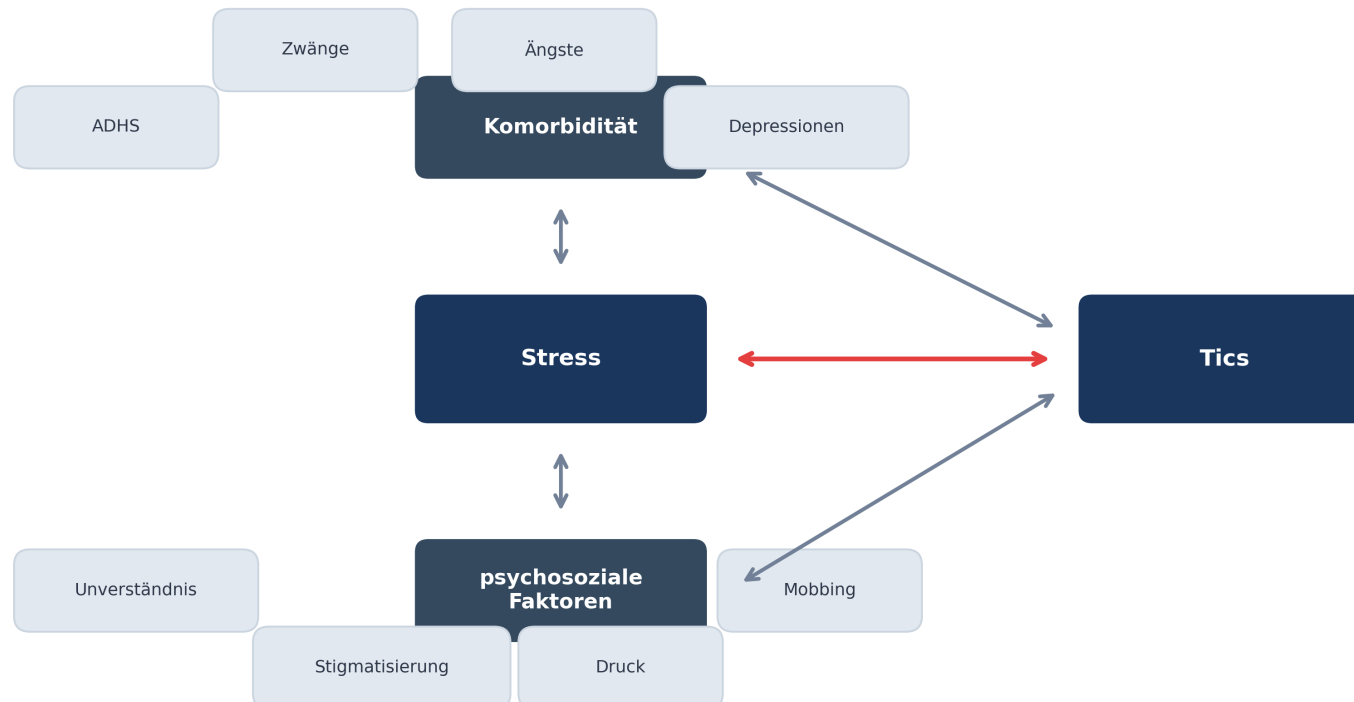 Zwänge
Ängste
ADHS
Komorbidität
Depressionen
Stress
Tics
Unverständnis
psychosoziale
Faktoren
Mobbing
Stigmatisierung
Druck